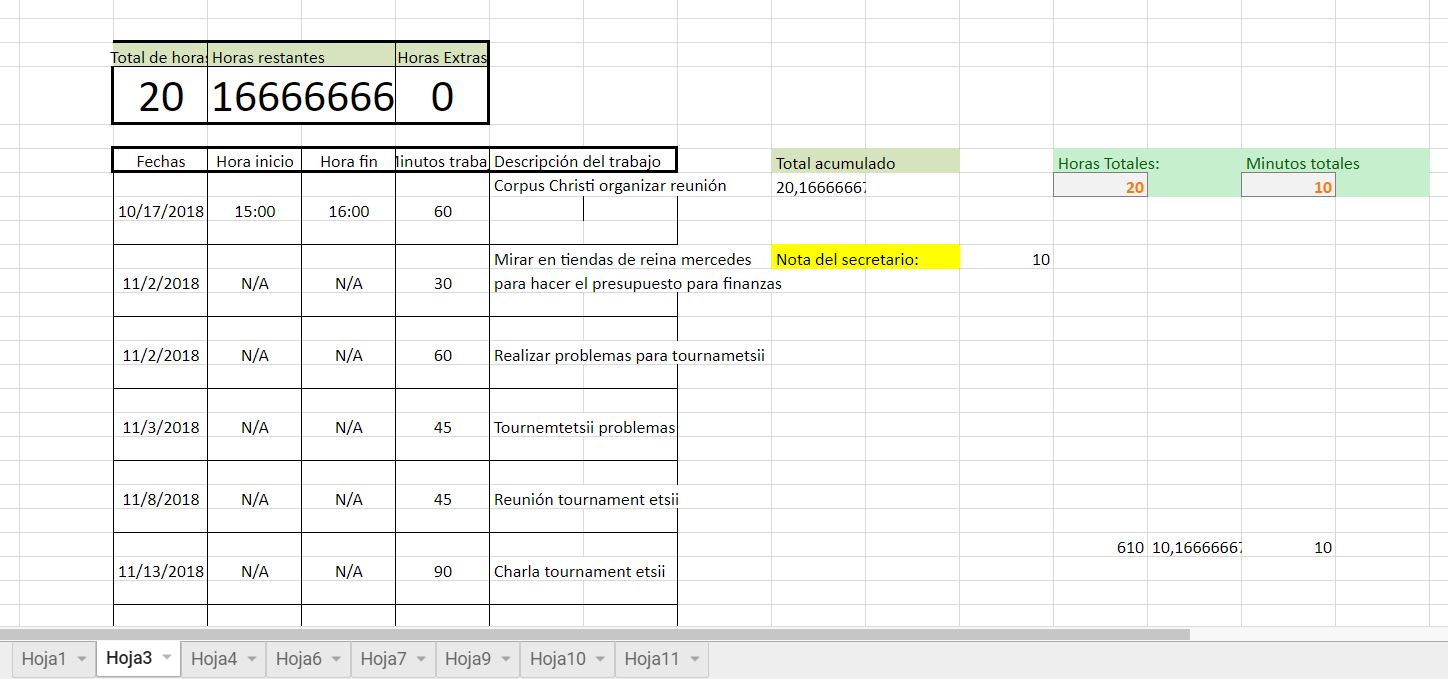 Total de horas Horas restantes Horas Extras
20 16666666 0
Fechas Hora inicio Hora fin Minutos traba Descripción del trabajo Total acumulado Horas Totales: Minutos totales
Corpus Christi organizar reunión 20,16666667 20 10
10/17/2018 15:00 16:00 60
Mirar en tiendas de reina mercedes Nota del secretario: 10
11/2/2018 N/A N/A 30 para hacer el presupuesto para finanzas
11/2/2018 N/A N/A 60 Realizar problemas para tournametsii
11/3/2018 N/A N/A 45 Tournemtetsii problemas
11/8/2018 N/A N/A 45 Reunión tournament etsii
610 10,16666667 10
11/13/2018 N/A N/A 90 Charla tournament etsii
Hoja1 Hoja3 Hoja4 Hoja6 Hoja7 Hoja9 Hoja10 Hoja11